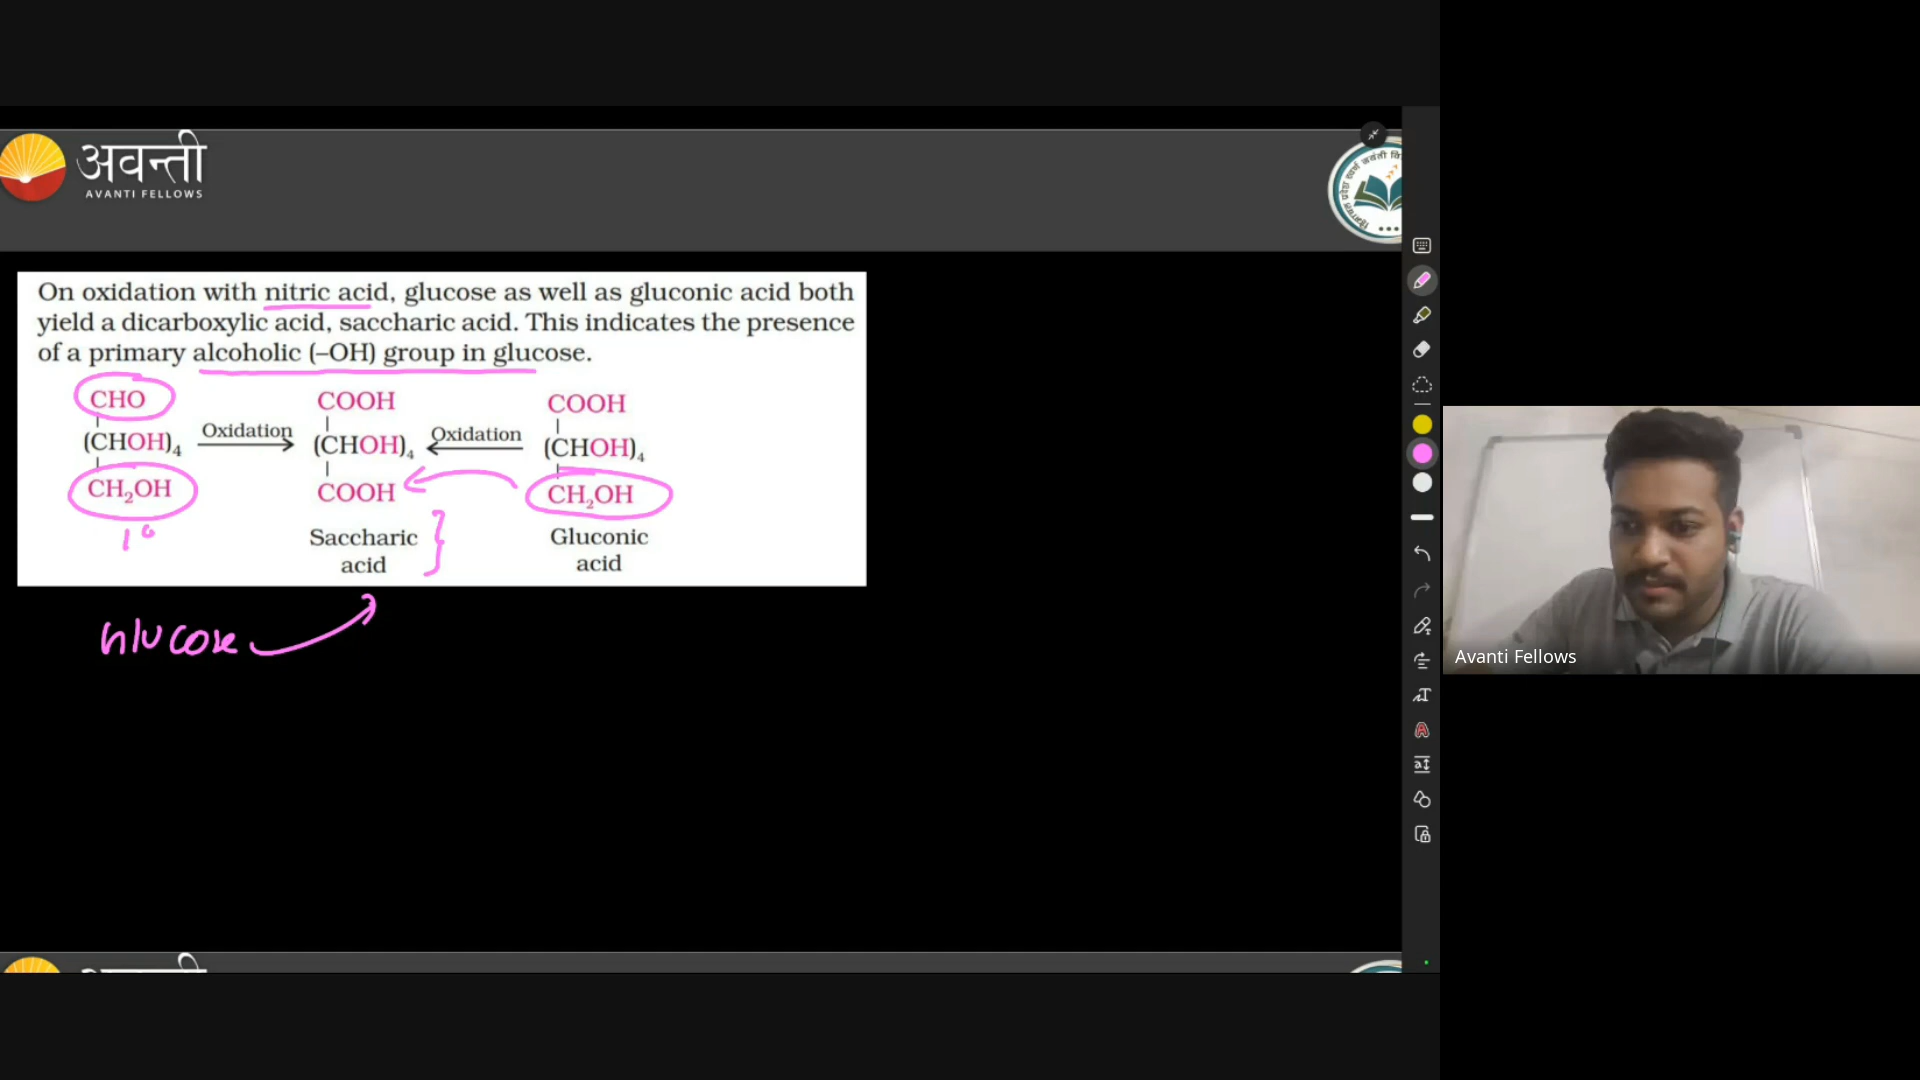 अवन्ती
AVANTI FELLOWS
On oxidation with nitric acid, glucose as well as gluconic acid both
yield a dicarboxylic acid, saccharic acid. This indicates the presence
of a primary alcoholic (–OH) group in glucose.
CHO
(CHOH)₄
CH₂OH
1°
Oxidation
COOH
(CHOH)₄
COOH
Saccharic
acid
Oxidation
COOH
(CHOH)₄
CH₂OH
Gluconic
acid
Glucose
Avanti Fellows